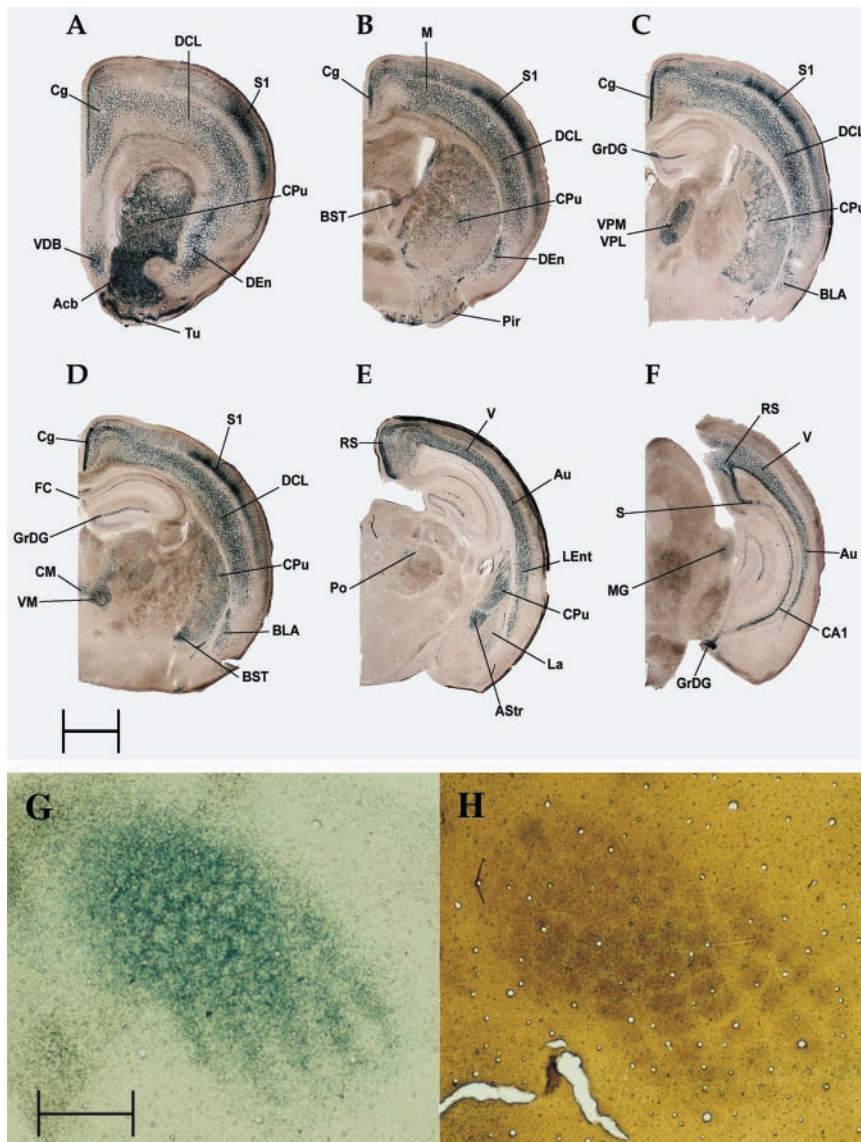 A
DCL
Cg
S1
CPu
VDB
DEn
Acb
Tu
B
M
Cg
S1
DCL
BST
CPu
DEn
Pir
C
Cg
S1
DCL
GrDG
CPu
VPM
VPL
BLA
D
Cg
S1
FC
DCL
GrDG
CPu
CM
VM
BLA
BST
E
V
RS
Au
LEnt
Po
CPu
La
AStr
F
RS
V
S
Au
MG
CA1
GrDG
G
H